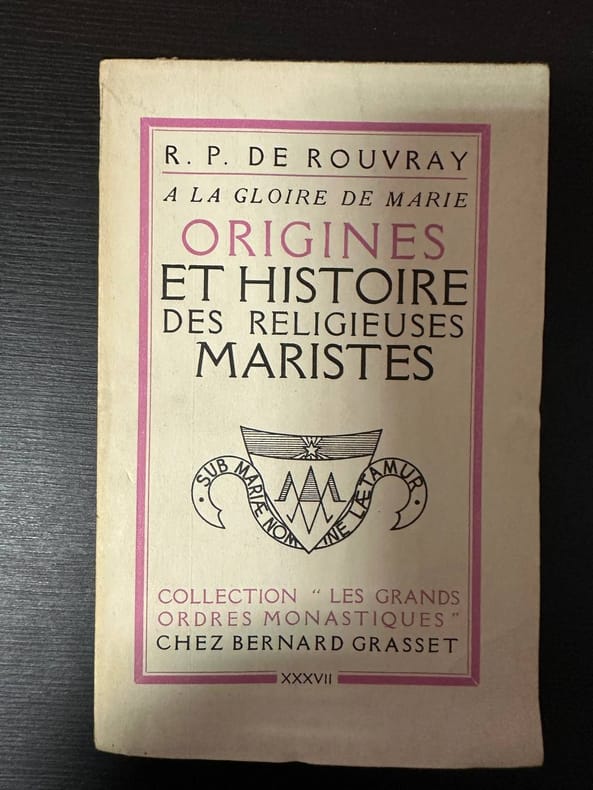 R. P. DE ROUVRAY
A LA GLOIRE DE MARIE
ORIGINES
ET HISTOIRE
DES RELIGIEUSES
MARISTES
· SUB MARIÆ NOMINE LÆTAMUR ·
COLLECTION “ LES GRANDS
ORDRES MONASTIQUES ”
CHEZ BERNARD GRASSET
XXXVII